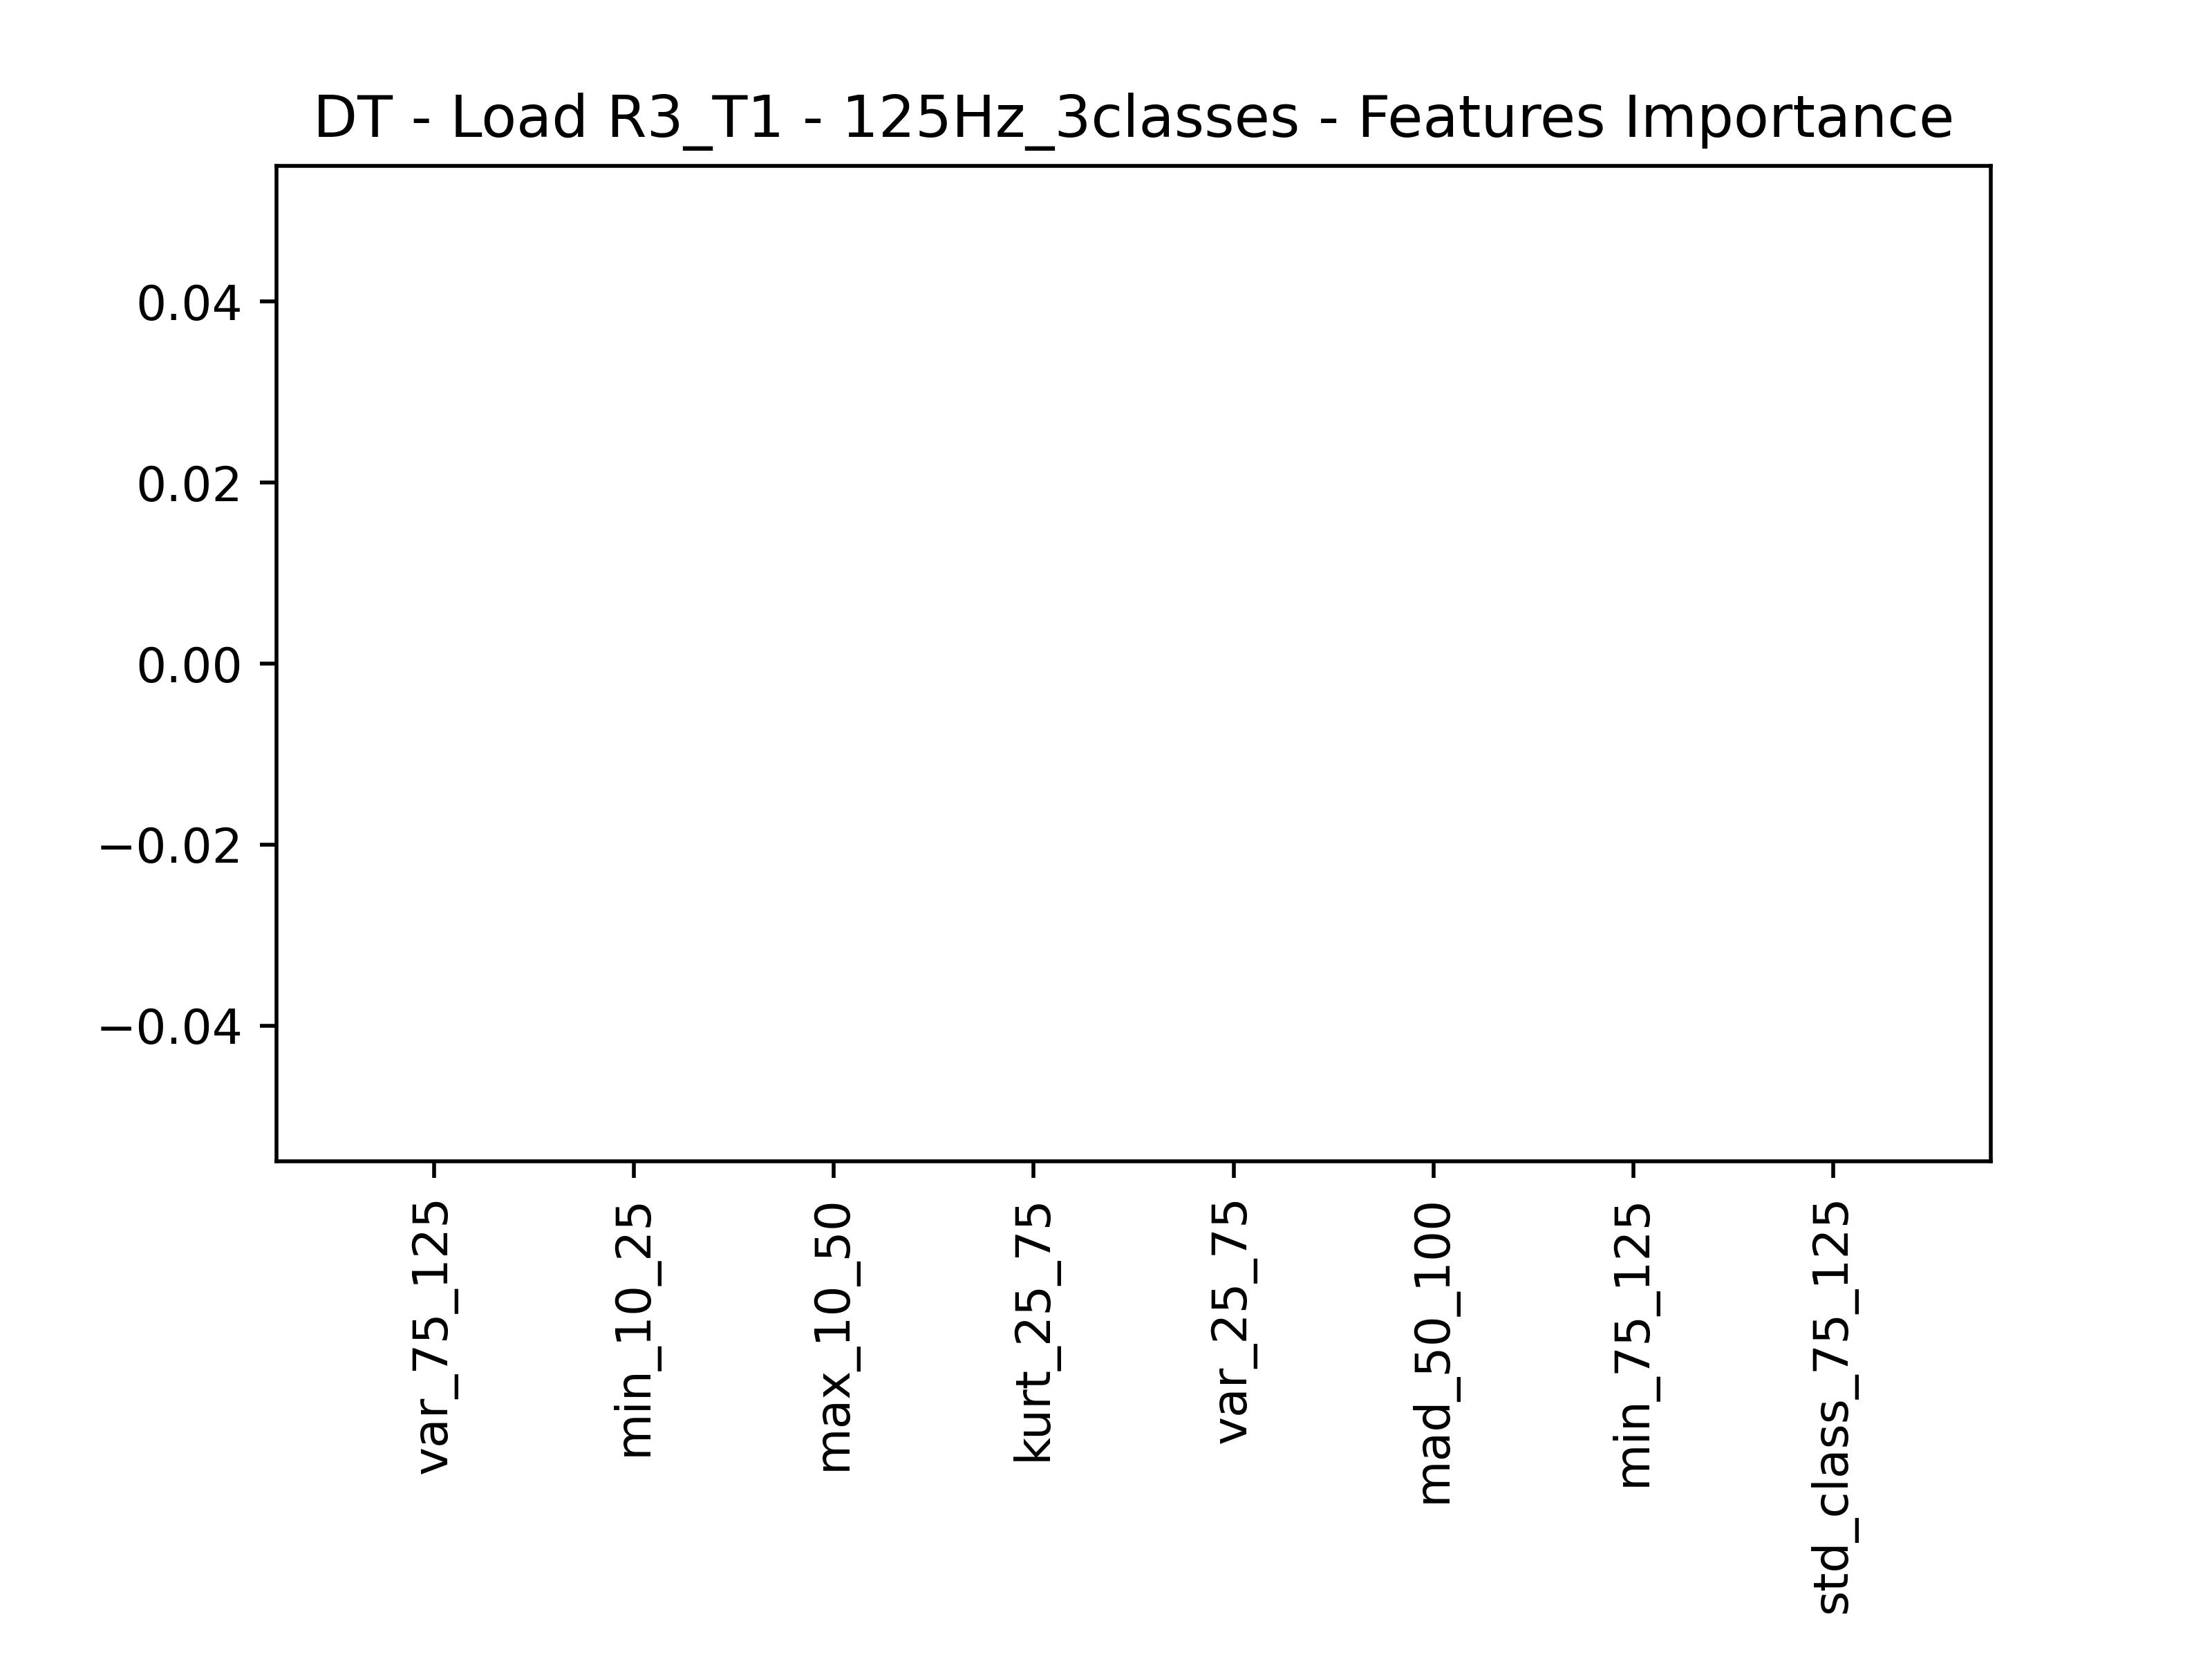 DT - Load R3_T1 - 125Hz_3classes - Features Importance
0.04
0.02
0.00
−0.02
−0.04
var_75_125
min_10_25
max_10_50
kurt_25_75
var_25_75
mad_50_100
min_75_125
std_class_75_125